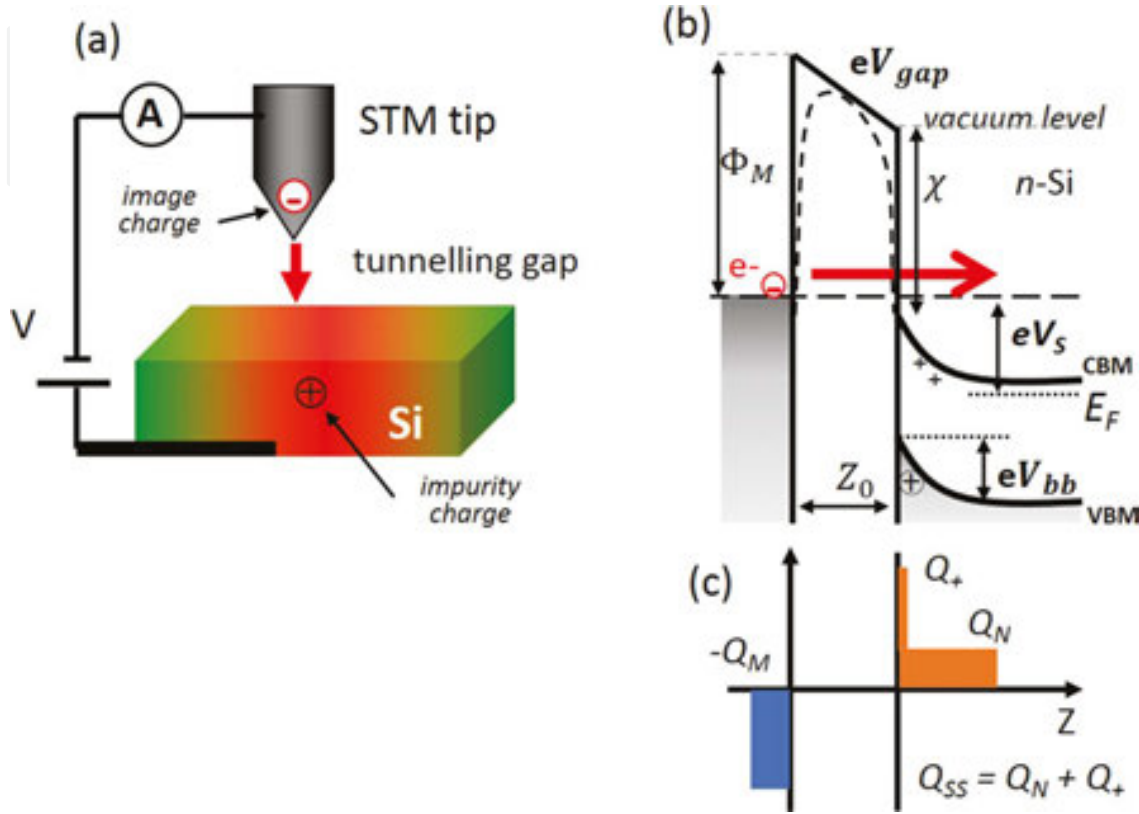 (a)
A
STM tip
image
charge
-
tunnelling gap
V
+
Si
impurity
charge
(b)
eV_gap
vacuum level
Φ_M
χ
n-Si
e-
-
eV_S
CBM
+ +
E_F
Z_0
eV_bb
+
VBM
(c)
Q_+
Q_N
-Q_M
Z
Q_SS = Q_N + Q_+